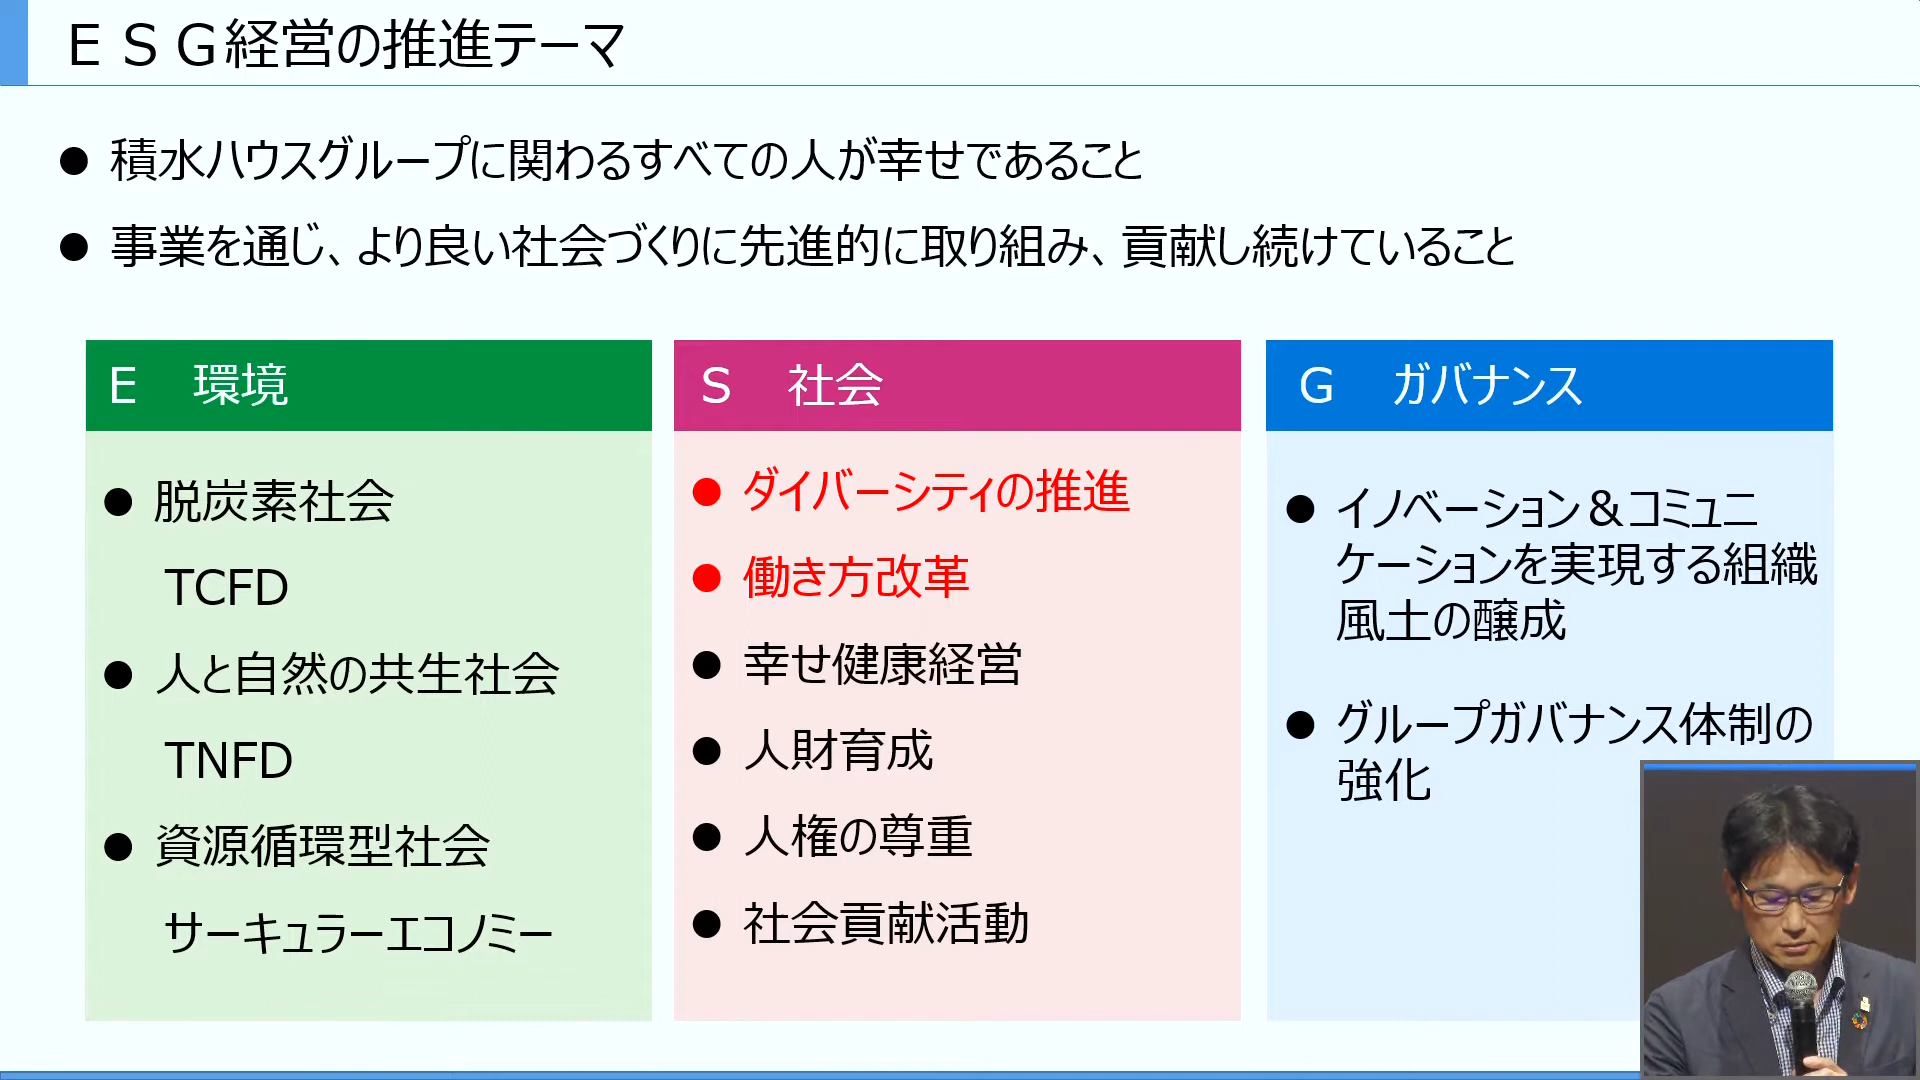 ＥＳＧ経営の推進テーマ
● 積水ハウスグループに関わるすべての人が幸せであること
● 事業を通じ、より良い社会づくりに先進的に取り組み、貢献し続けていること
E　環境
● 脱炭素社会
TCFD
● 人と自然の共生社会
TNFD
● 資源循環型社会
サーキュラーエコノミー
S　社会
● ダイバーシティの推進
● 働き方改革
● 幸せ健康経営
● 人財育成
● 人権の尊重
● 社会貢献活動
G　ガバナンス
● イノベーション＆コミュニ
ケーションを実現する組織
風土の醸成
● グループガバナンス体制の
強化